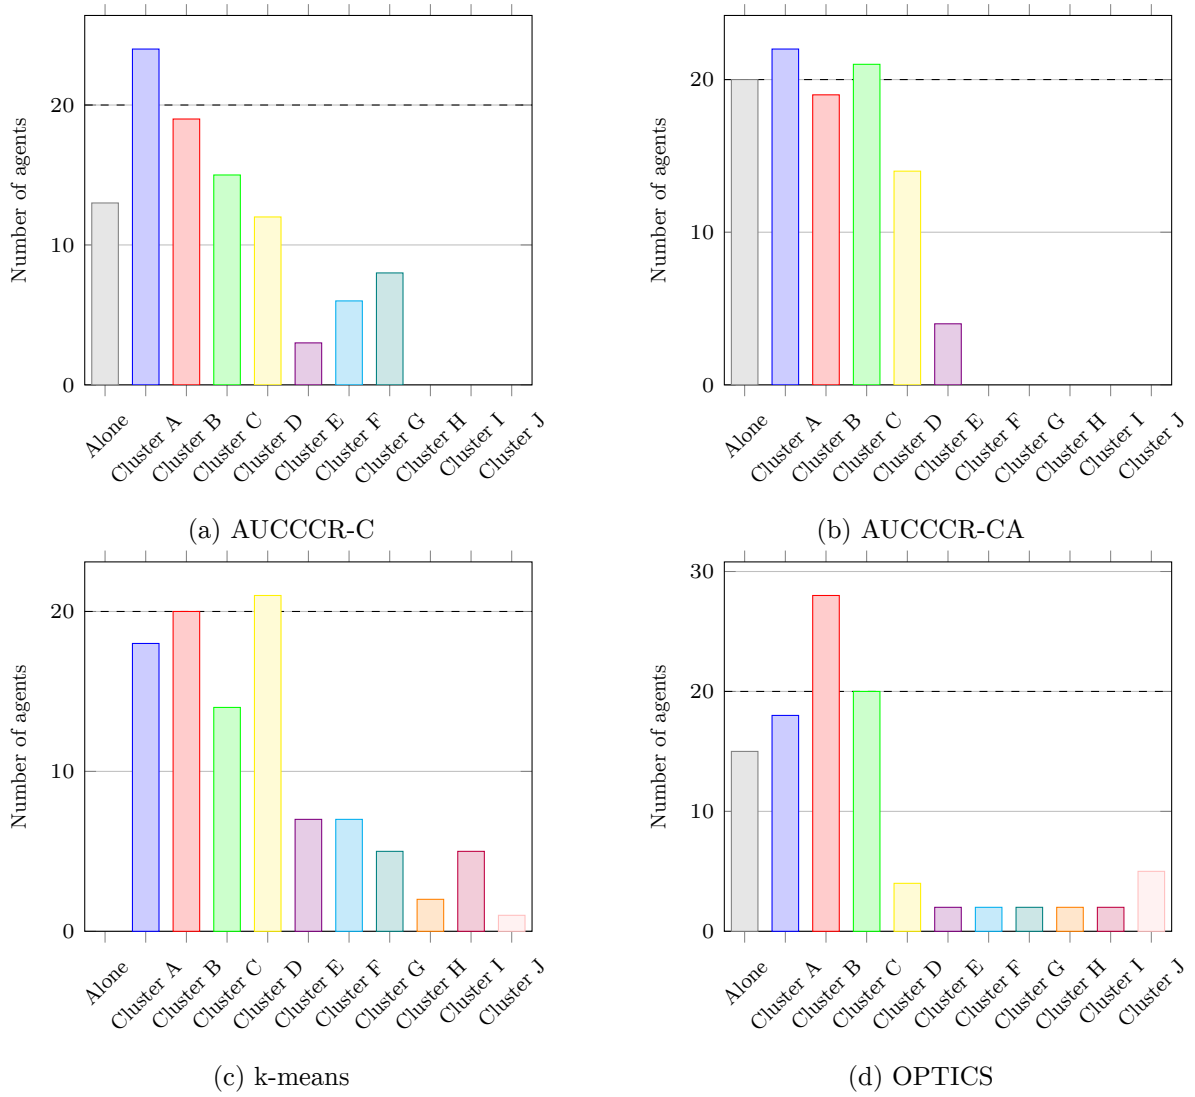 Number of agents
20
10
0
Alone
Cluster A
Cluster B
Cluster C
Cluster D
Cluster E
Cluster F
Cluster G
Cluster H
Cluster I
Cluster J
(a) AUCCCR-C
Number of agents
20
10
0
Alone
Cluster A
Cluster B
Cluster C
Cluster D
Cluster E
Cluster F
Cluster G
Cluster H
Cluster I
Cluster J
(b) AUCCCR-CA
Number of agents
20
10
0
Alone
Cluster A
Cluster B
Cluster C
Cluster D
Cluster E
Cluster F
Cluster G
Cluster H
Cluster I
Cluster J
(c) k-means
Number of agents
30
20
10
0
Alone
Cluster A
Cluster B
Cluster C
Cluster D
Cluster E
Cluster F
Cluster G
Cluster H
Cluster I
Cluster J
(d) OPTICS